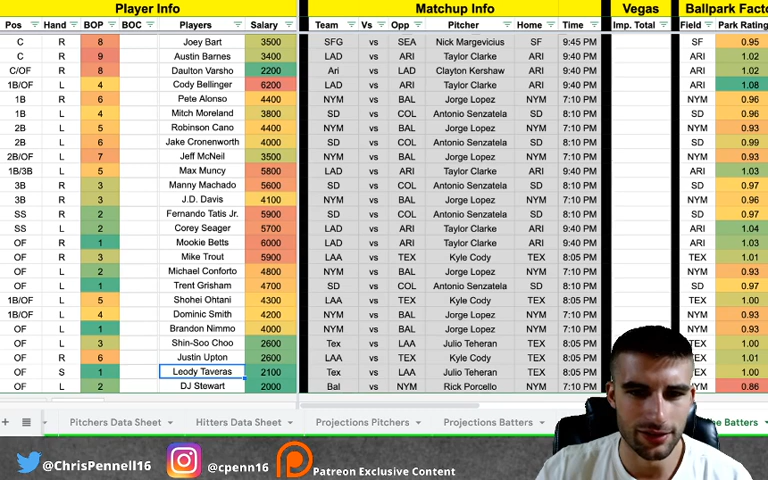 Player Info Matchup Info Vegas Ballpark Facto
Pos Hand BOP BOC Players Salary Team Vs Opp Pitcher Home Time Imp. Total Field Park Rating
C R 8 Joey Bart 3500 SFG vs SEA Nick Margevicius SF 9:45 PM SF 0.95
C R 9 Austin Barnes 3400 LAD vs ARI Taylor Clarke ARI 9:40 PM ARI 1.02
C/OF R 8 Daulton Varsho 2200 Ari vs LAD Clayton Kershaw ARI 9:40 PM ARI 1.02
1B/OF L 4 Cody Bellinger 6200 LAD vs ARI Taylor Clarke ARI 9:40 PM ARI 1.08
1B R 6 Pete Alonso 4400 NYM vs BAL Jorge Lopez NYM 7:10 PM NYM 0.96
1B L 4 Mitch Moreland 3800 SD vs COL Antonio Senzatela SD 8:10 PM SD 0.96
2B L 5 Robinson Cano 4400 NYM vs BAL Jorge Lopez NYM 7:10 PM NYM 0.93
2B L 6 Jake Cronenworth 4000 SD vs COL Antonio Senzatela SD 8:10 PM SD 0.99
2B/OF L 7 Jeff McNeil 3500 NYM vs BAL Jorge Lopez NYM 7:10 PM NYM 0.93
1B/3B L 5 Max Muncy 5800 LAD vs ARI Taylor Clarke ARI 9:40 PM ARI 1.03
3B R 3 Manny Machado 5600 SD vs COL Antonio Senzatela SD 8:10 PM SD 0.97
3B R 3 J.D. Davis 4100 NYM vs BAL Jorge Lopez NYM 7:10 PM NYM 0.96
SS R 2 Fernando Tatis Jr. 5900 SD vs COL Antonio Senzatela SD 8:10 PM SD 0.97
SS L 2 Corey Seager 5700 LAD vs ARI Taylor Clarke ARI 9:40 PM ARI 1.04
OF R 1 Mookie Betts 6000 LAD vs ARI Taylor Clarke ARI 9:40 PM ARI 1.03
OF R 3 Mike Trout 5900 LAA vs TEX Kyle Cody TEX 8:05 PM TEX 1.01
OF L 2 Michael Conforto 4800 NYM vs BAL Jorge Lopez NYM 7:10 PM NYM 0.93
OF L 1 Trent Grisham 4700 SD vs COL Antonio Senzatela SD 8:10 PM SD 0.97
1B/OF L 5 Shohei Ohtani 4300 LAA vs TEX Kyle Cody TEX 8:05 PM TEX 1.00
1B/OF L 4 Dominic Smith 4200 NYM vs BAL Jorge Lopez NYM 7:10 PM NYM 0.93
OF L 1 Brandon Nimmo 4000 NYM vs BAL Jorge Lopez NYM 7:10 PM NYM 0.93
OF L 3 Shin-Soo Choo 2600 Tex vs LAA Julio Teheran TEX 8:05 PM TEX 1.00
OF R 6 Justin Upton 2600 LAA vs TEX Kyle Cody TEX 8:05 PM TEX 1.01
OF S 1 Leody Taveras 2100 Tex vs LAA Julio Teheran TEX 8:05 PM TEX 1.00
OF L 2 DJ Stewart 2000 Bal vs NYM Rick Porcello NYM 7:10 PM NYM 0.86
Pitchers Data Sheet Hitters Data Sheet Projections Pitchers Projections Batters Batters
@ChrisPennell16 @cpenn16 Patreon Exclusive Content